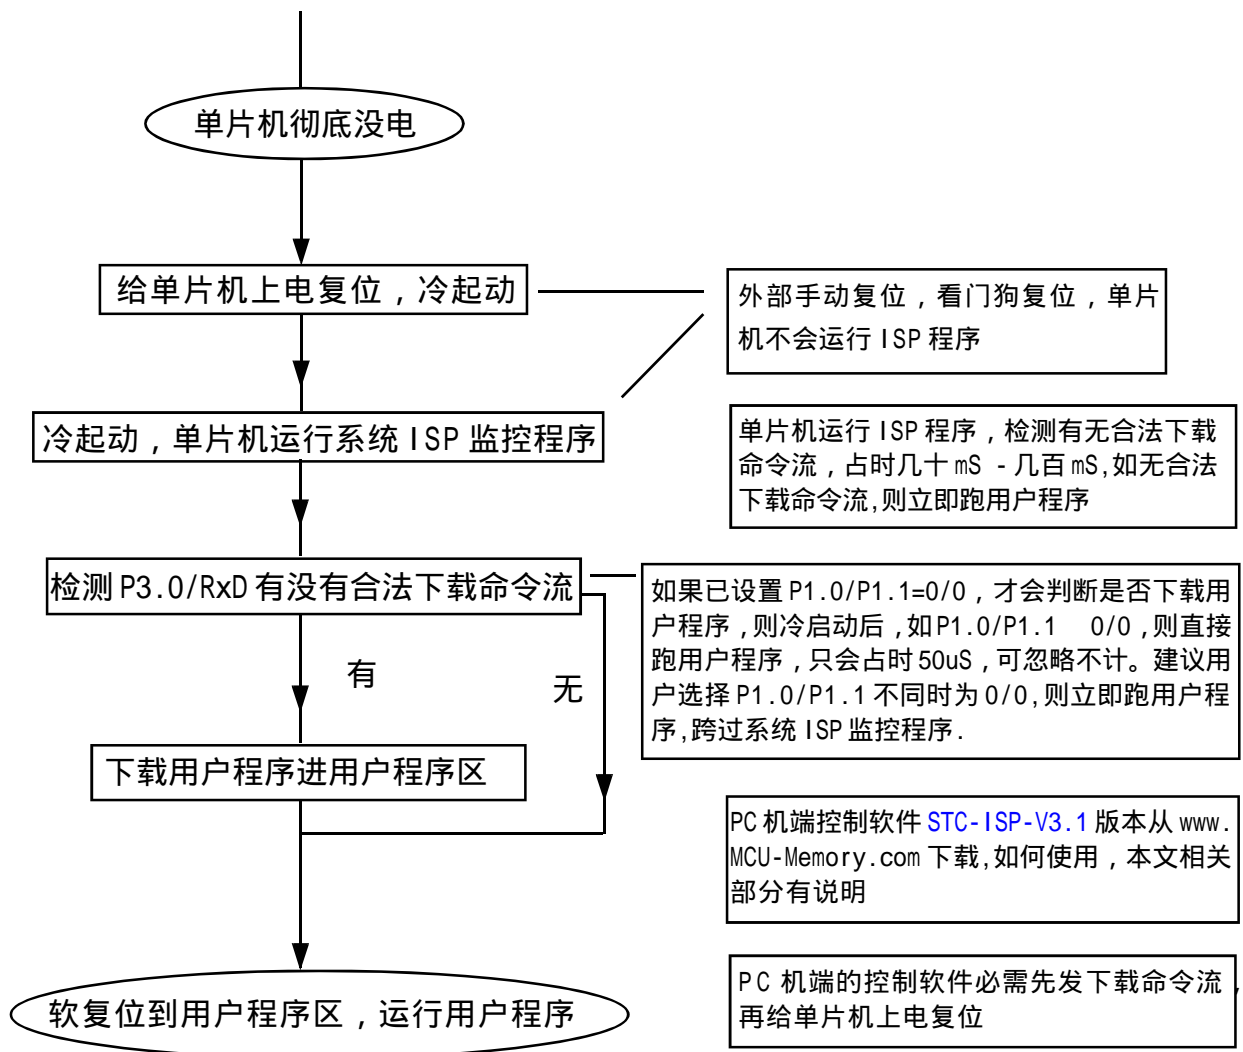 单片机彻底没电
给单片机上电复位，冷起动
外部手动复位，看门狗复位，单片
机不会运行 ISP 程序
冷起动，单片机运行系统 ISP 监控程序
单片机运行 ISP 程序，检测有无合法下载
命令流，占时几十 mS - 几百 mS,如无合法
下载命令流,则立即跑用户程序
检测 P3.0/RxD 有没有合法下载命令流
如果已设置 P1.0/P1.1=0/0，才会判断是否下载用
户程序，则冷启动后，如P1.0/P1.1 0/0，则直接
跑用户程序，只会占时 50uS，可忽略不计。建议用
户选择 P1.0/P1.1 不同时为 0/0,则立即跑用户程
序,跨过系统 ISP 监控程序.
有
无
下载用户程序进用户程序区
PC 机端控制软件 STC-ISP-V3.1 版本从 www.
MCU-Memory.com 下载,如何使用，本文相关
部分有说明
PC 机端的控制软件必需先发下载命令流，
再给单片机上电复位
软复位到用户程序区，运行用户程序